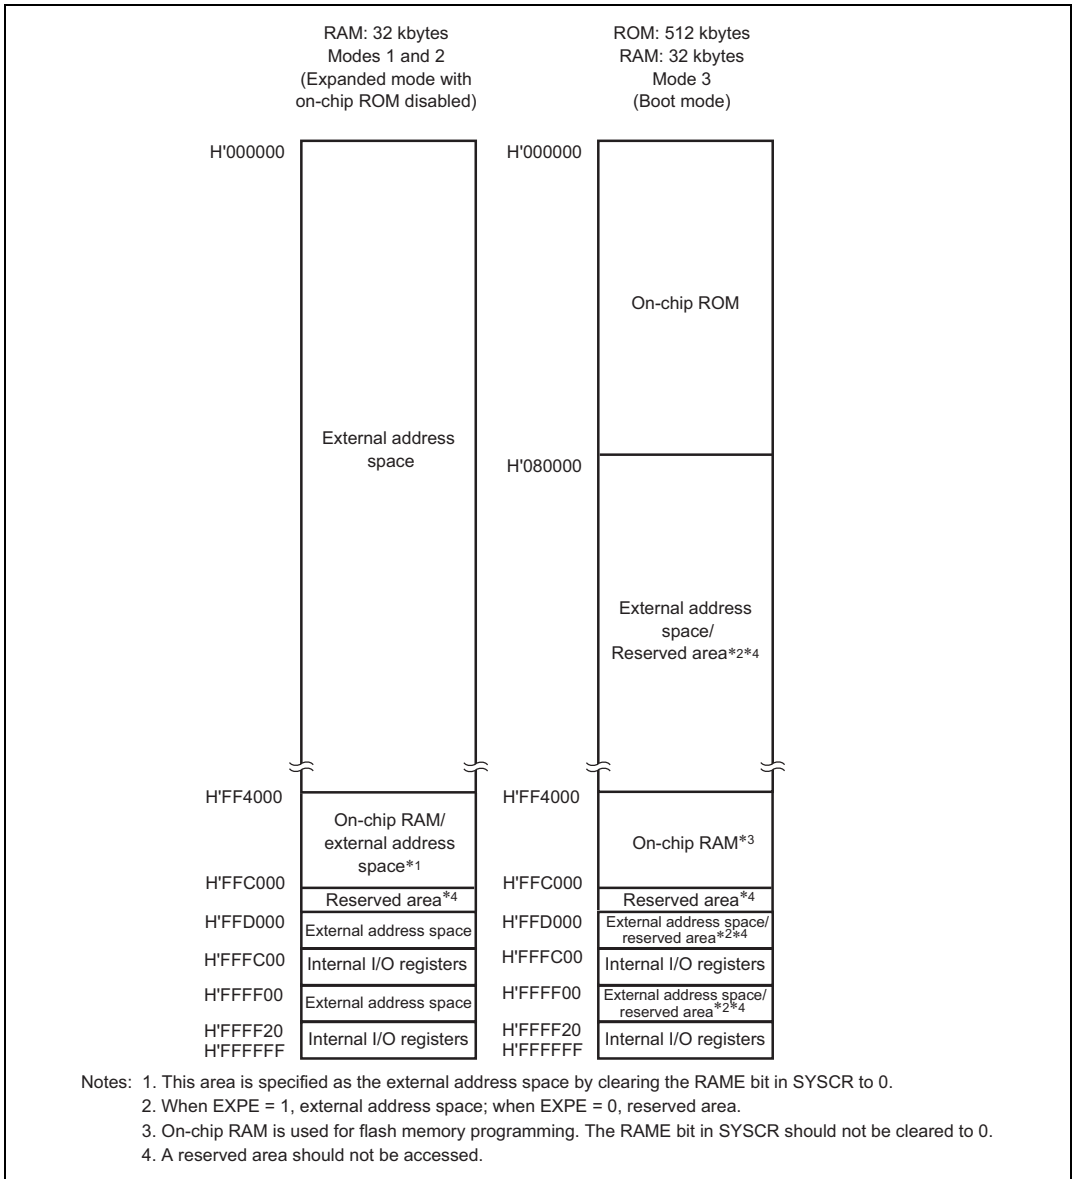 RAM: 32 kbytes
Modes 1 and 2
(Expanded mode with
on-chip ROM disabled)
H'000000
External address
space
H'FF4000
On-chip RAM/
external address
space*1
H'FFC000
Reserved area*4
H'FFD000
External address space
H'FFFC00
Internal I/O registers
H'FFFF00
External address space
H'FFFF20
Internal I/O registers
H'FFFFFF
ROM: 512 kbytes
RAM: 32 kbytes
Mode 3
(Boot mode)
H'000000
On-chip ROM
H'080000
External address
space/
Reserved area*2*4
H'FF4000
On-chip RAM*3
H'FFC000
Reserved area*4
H'FFD000
External address space/
reserved area*2*4
H'FFFC00
Internal I/O registers
H'FFFF00
External address space/
reserved area*2*4
H'FFFF20
Internal I/O registers
H'FFFFFF
Notes: 1. This area is specified as the external address space by clearing the RAME bit in SYSCR to 0.
2. When EXPE = 1, external address space; when EXPE = 0, reserved area.
3. On-chip RAM is used for flash memory programming. The RAME bit in SYSCR should not be cleared to 0.
4. A reserved area should not be accessed.